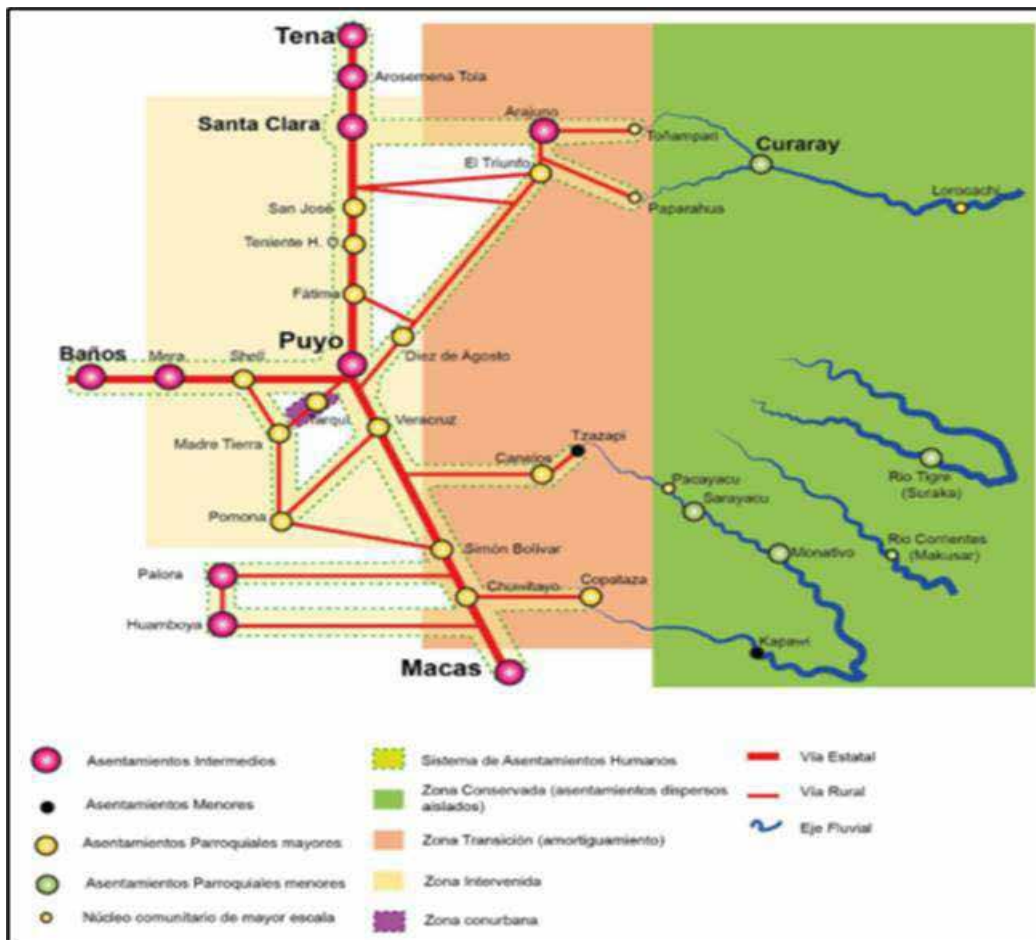 Tena
Arosemena Tola
Santa Clara
Arajuno
Toñampari
Curaray
El Triunfo
San José
Paparahua
Lorocachi
Teniente H. O.
Fátima
Puyo
Diez de Agosto
Baños
Mera
Shell
Tarqui
Veracruz
Madre Tierra
Tzazapi
Canelos
Pacayacu
Sarayacu
Rio Tigre
(Suraka)
Pomona
Simón Bolívar
Rio Corrientes
(Makusar)
Palora
Chuwitayo
Copataza
Huamboya
Kapawi
Macas
Asentamientos Intermedios
Asentamientos Menores
Asentamientos Parroquiales mayores
Asentamientos Parroquiales menores
Núcleo comunitario de mayor escala
Sistema de Asentamientos Humanos
Zona Conservada (asentamientos dispersos
aislados)
Zona Transición (amortiguamiento)
Zona Intervenida
Zona conurbana
Vía Estatal
Vía Rural
Eje Fluvial